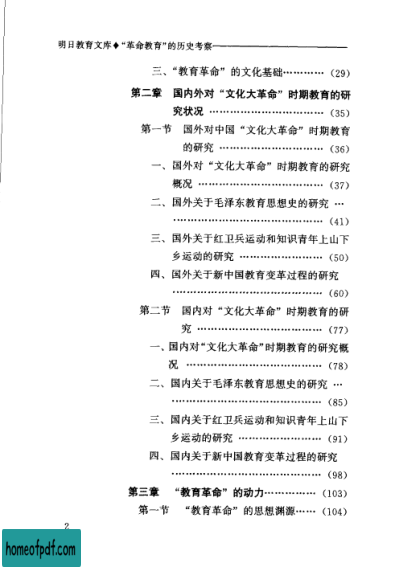 明日教育文库◆“革命教育”的历史考察
三、“教育革命”的文化基础…………（29）
第二章 国内外对“文化大革命”时期教育的研
究状况 ……………………………（35）
第一节 国外对中国“文化大革命”时期教育
的研究 ……………………………（36）
一、国外对“文化大革命”时期教育的研究
概况 ………………………………（37）
二、国外关于毛泽东教育思想史的研究 …
……………………………………（41）
三、国外关于红卫兵运动和知识青年上山下
乡运动的研究 ……………………（50）
四、国外关于新中国教育变革过程的研究
……………………………………（60）
第二节 国内对“文化大革命”时期教育的研
究 …………………………………（77）
一、国内对“文化大革命”时期教育的研究概
况 …………………………………（78）
二、国内关于毛泽东教育思想史的研究 …
……………………………………（85）
三、国内关于红卫兵运动和知识青年上山下
乡运动的研究 ……………………（91）
四、国内关于新中国教育变革过程的研究
……………………………………（98）
第三章 “教育革命”的动力……………（103）
第一节 “教育革命”的思想渊源……（104）
2
homeofpdf.com